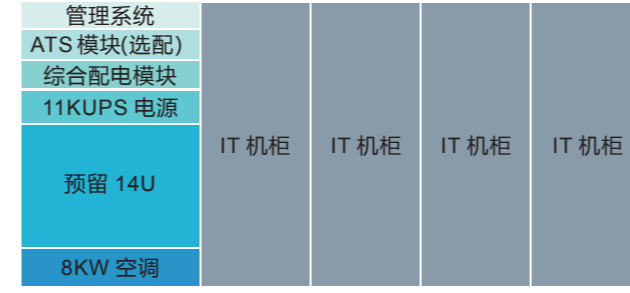 管理系统
ATS 模块(选配)
综合配电模块
11KUPS 电源
预留 14U
8KW 空调
IT 机柜
IT 机柜
IT 机柜
IT 机柜